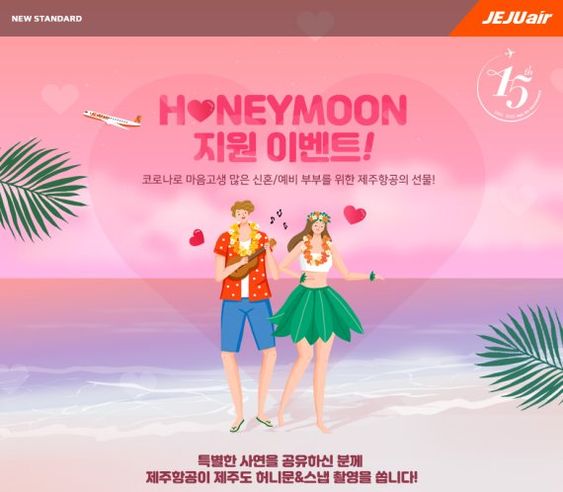 NEW STANDARD
JEJUair
15th
HONEYMOON
지원 이벤트!
코로나로 마음고생 많은 신혼/예비 부부를 위한 제주항공의 선물!
특별한 사연을 공유하신 분께
제주항공이 제주도 허니문&스냅 촬영을 쏩니다!